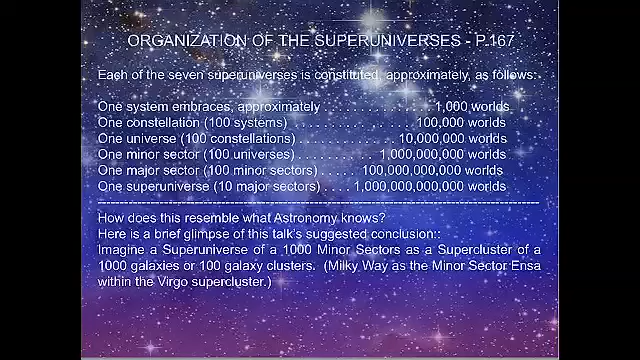 ORGANIZATION OF THE SUPERUNIVERSES - P.167
Each of the seven superuniverses is constituted, approximately, as follows:
One system embraces, approximately . . . . . . . . . . . . . 1,000 worlds
One constellation (100 systems) . . . . . . . . . . . . . . . 100,000 worlds
One universe (100 constellations) . . . . . . . . . . . . 10,000,000 worlds
One minor sector (100 universes) . . . . . . . . . 1,000,000,000 worlds
One major sector (100 minor sectors) . . . . . 100,000,000,000 worlds
One superuniverse (10 major sectors) . . . . 1,000,000,000,000 worlds
--------------------------------------------------------------------------------
How does this resemble what Astronomy knows?
Here is a brief glimpse of this talk's suggested conclusion::
Imagine a Superuniverse of a 1000 Minor Sectors as a Supercluster of a
1000 galaxies or 100 galaxy clusters. (Milky Way as the Minor Sector Ensa
within the Virgo supercluster.)